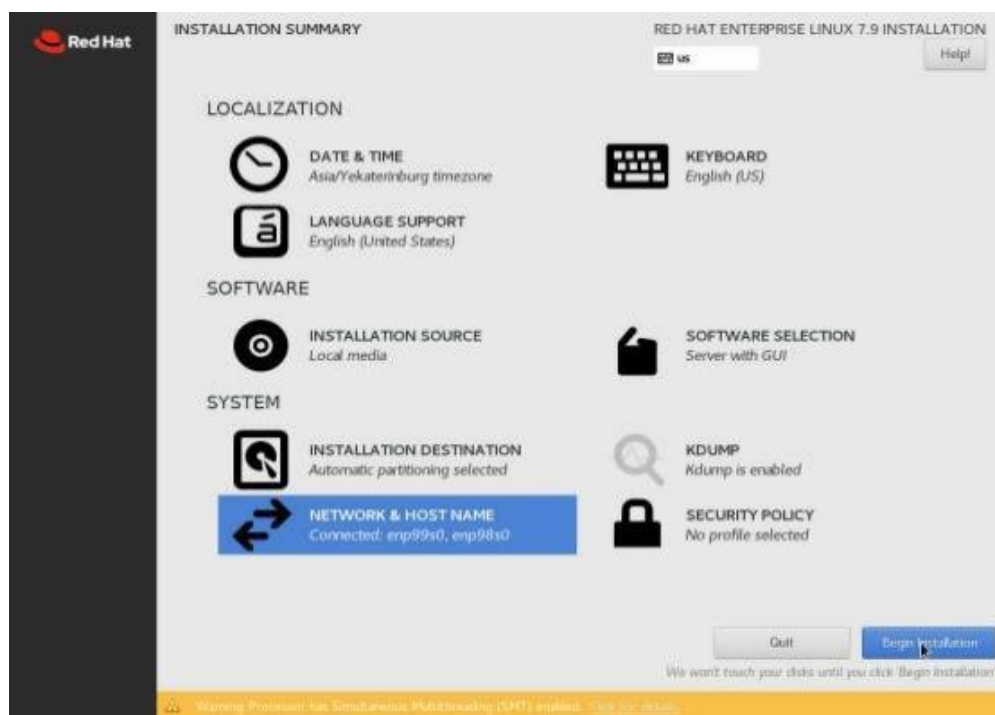 Red Hat
INSTALLATION SUMMARY
RED HAT ENTERPRISE LINUX 7.9 INSTALLATION
us
Help!
LOCALIZATION
DATE & TIME
Asia/Yekaterinburg timezone
KEYBOARD
English (US)
LANGUAGE SUPPORT
English (United States)
SOFTWARE
INSTALLATION SOURCE
Local media
SOFTWARE SELECTION
Server with GUI
SYSTEM
INSTALLATION DESTINATION
Automatic partitioning selected
KDUMP
Kdump is enabled
NETWORK & HOST NAME
Connected: enp99s0, enp98s0
SECURITY POLICY
No profile selected
Quit
Begin Installation
We won't touch your disks until you click 'Begin Installation
Warning: Processor has Simultaneous Multithreading (SMT) enabled. Click for details.